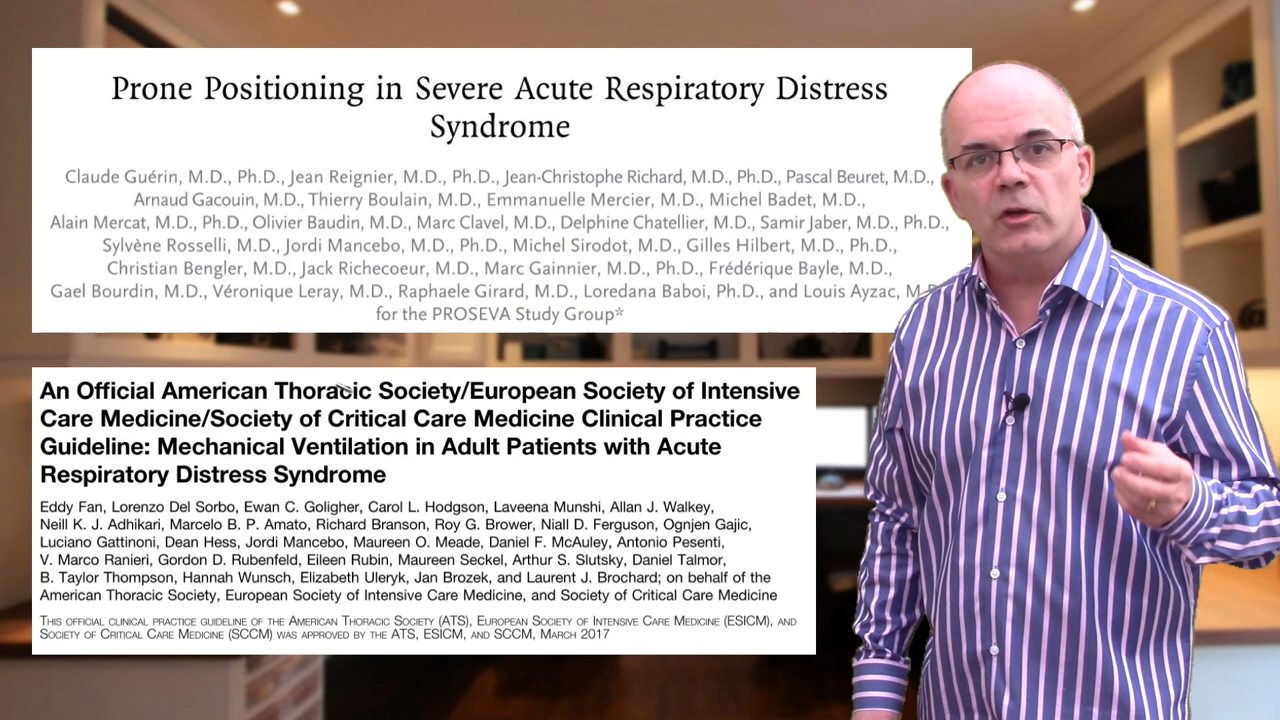 Prone Positioning in Severe Acute Respiratory Distress
Syndrome
Claude Guérin, M.D., Ph.D., Jean Reignier, M.D., Ph.D., Jean-Christophe Richard, M.D., Ph.D., Pascal Beuret, M.D.,
Arnaud Gacouin, M.D., Thierry Boulain, M.D., Emmanuelle Mercier, M.D., Michel Badet, M.D.,
Alain Mercat, M.D., Ph.D., Olivier Baudin, M.D., Marc Clavel, M.D., Delphine Chatellier, M.D., Samir Jaber, M.D., Ph.D.,
Sylvène Rosselli, M.D., Jordi Mancebo, M.D., Ph.D., Michel Sirodot, M.D., Gilles Hilbert, M.D., Ph.D.,
Christian Bengler, M.D., Jack Richecoeur, M.D., Marc Gainnier, M.D., Ph.D., Frédérique Bayle, M.D.,
Gael Bourdin, M.D., Véronique Leray, M.D., Raphaele Girard, M.D., Loredana Baboi, Ph.D., and Louis Ayzac,
for the PROSEVA Study Group*
An Official American Thoracic Society/European Society of Intensive
Care Medicine/Society of Critical Care Medicine Clinical Practice
Guideline: Mechanical Ventilation in Adult Patients with Acute
Respiratory Distress Syndrome
Eddy Fan, Lorenzo Del Sorbo, Ewan C. Goligher, Carol L. Hodgson, Laveena Munshi, Allan J. Walkey,
Neill K. J. Adhikari, Marcelo B. P. Amato, Richard Branson, Roy G. Brower, Niall D. Ferguson, Ognjen Gajic,
Luciano Gattinoni, Dean Hess, Jordi Mancebo, Maureen O. Meade, Daniel F. McAuley, Antonio Pesenti,
V. Marco Ranieri, Gordon D. Rubenfeld, Eileen Rubin, Maureen Seckel, Arthur S. Slutsky, Daniel Talmor,
B. Taylor Thompson, Hannah Wunsch, Elizabeth Uleryk, Jan Brozek, and Laurent J. Brochard; on behalf of the
American Thoracic Society, European Society of Intensive Care Medicine, and Society of Critical Care Medicine
This official clinical practice guideline of the American Thoracic Society (ATS), European Society of Intensive Care Medicine (ESICM), and
Society of Critical Care Medicine (SCCM) was approved by the ATS, ESICM, and SCCM, March 2017